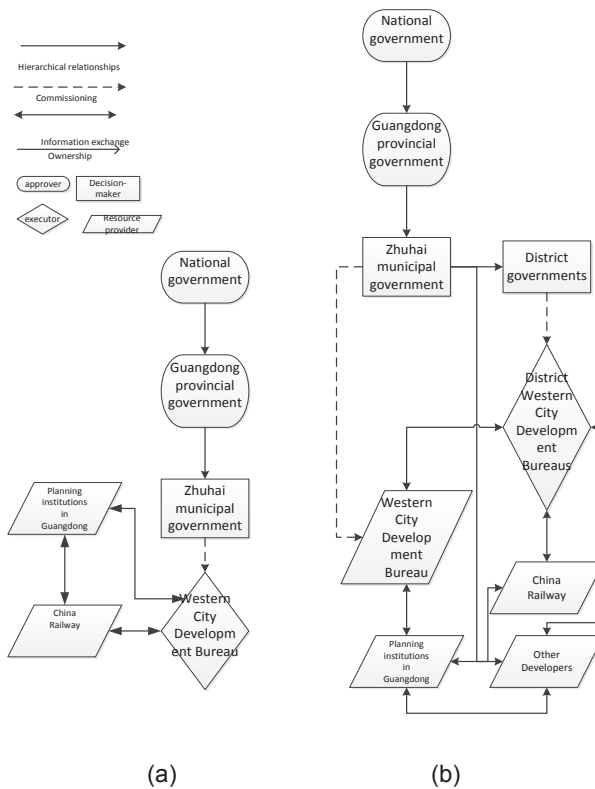 Hierarchical relationships
Commissioning
Information exchange
Ownership
approver
Decision-
maker
executor
Resource
provider
National
government
Guangdong
provincial
government
Zhuhai
municipal
government
Planning
institutions
in
Guangdong
China
Railway
Western
City
Developm
ent Bureau
(a)
National
government
Guangdong
provincial
government
Zhuhai
municipal
government
District
governments
District
Western
City
Developm
ent
Bureaus
Western
City
Develop
ment
Bureau
China
Railway
Planning
institutions
in
Guangdong
Other
Developers
(b)